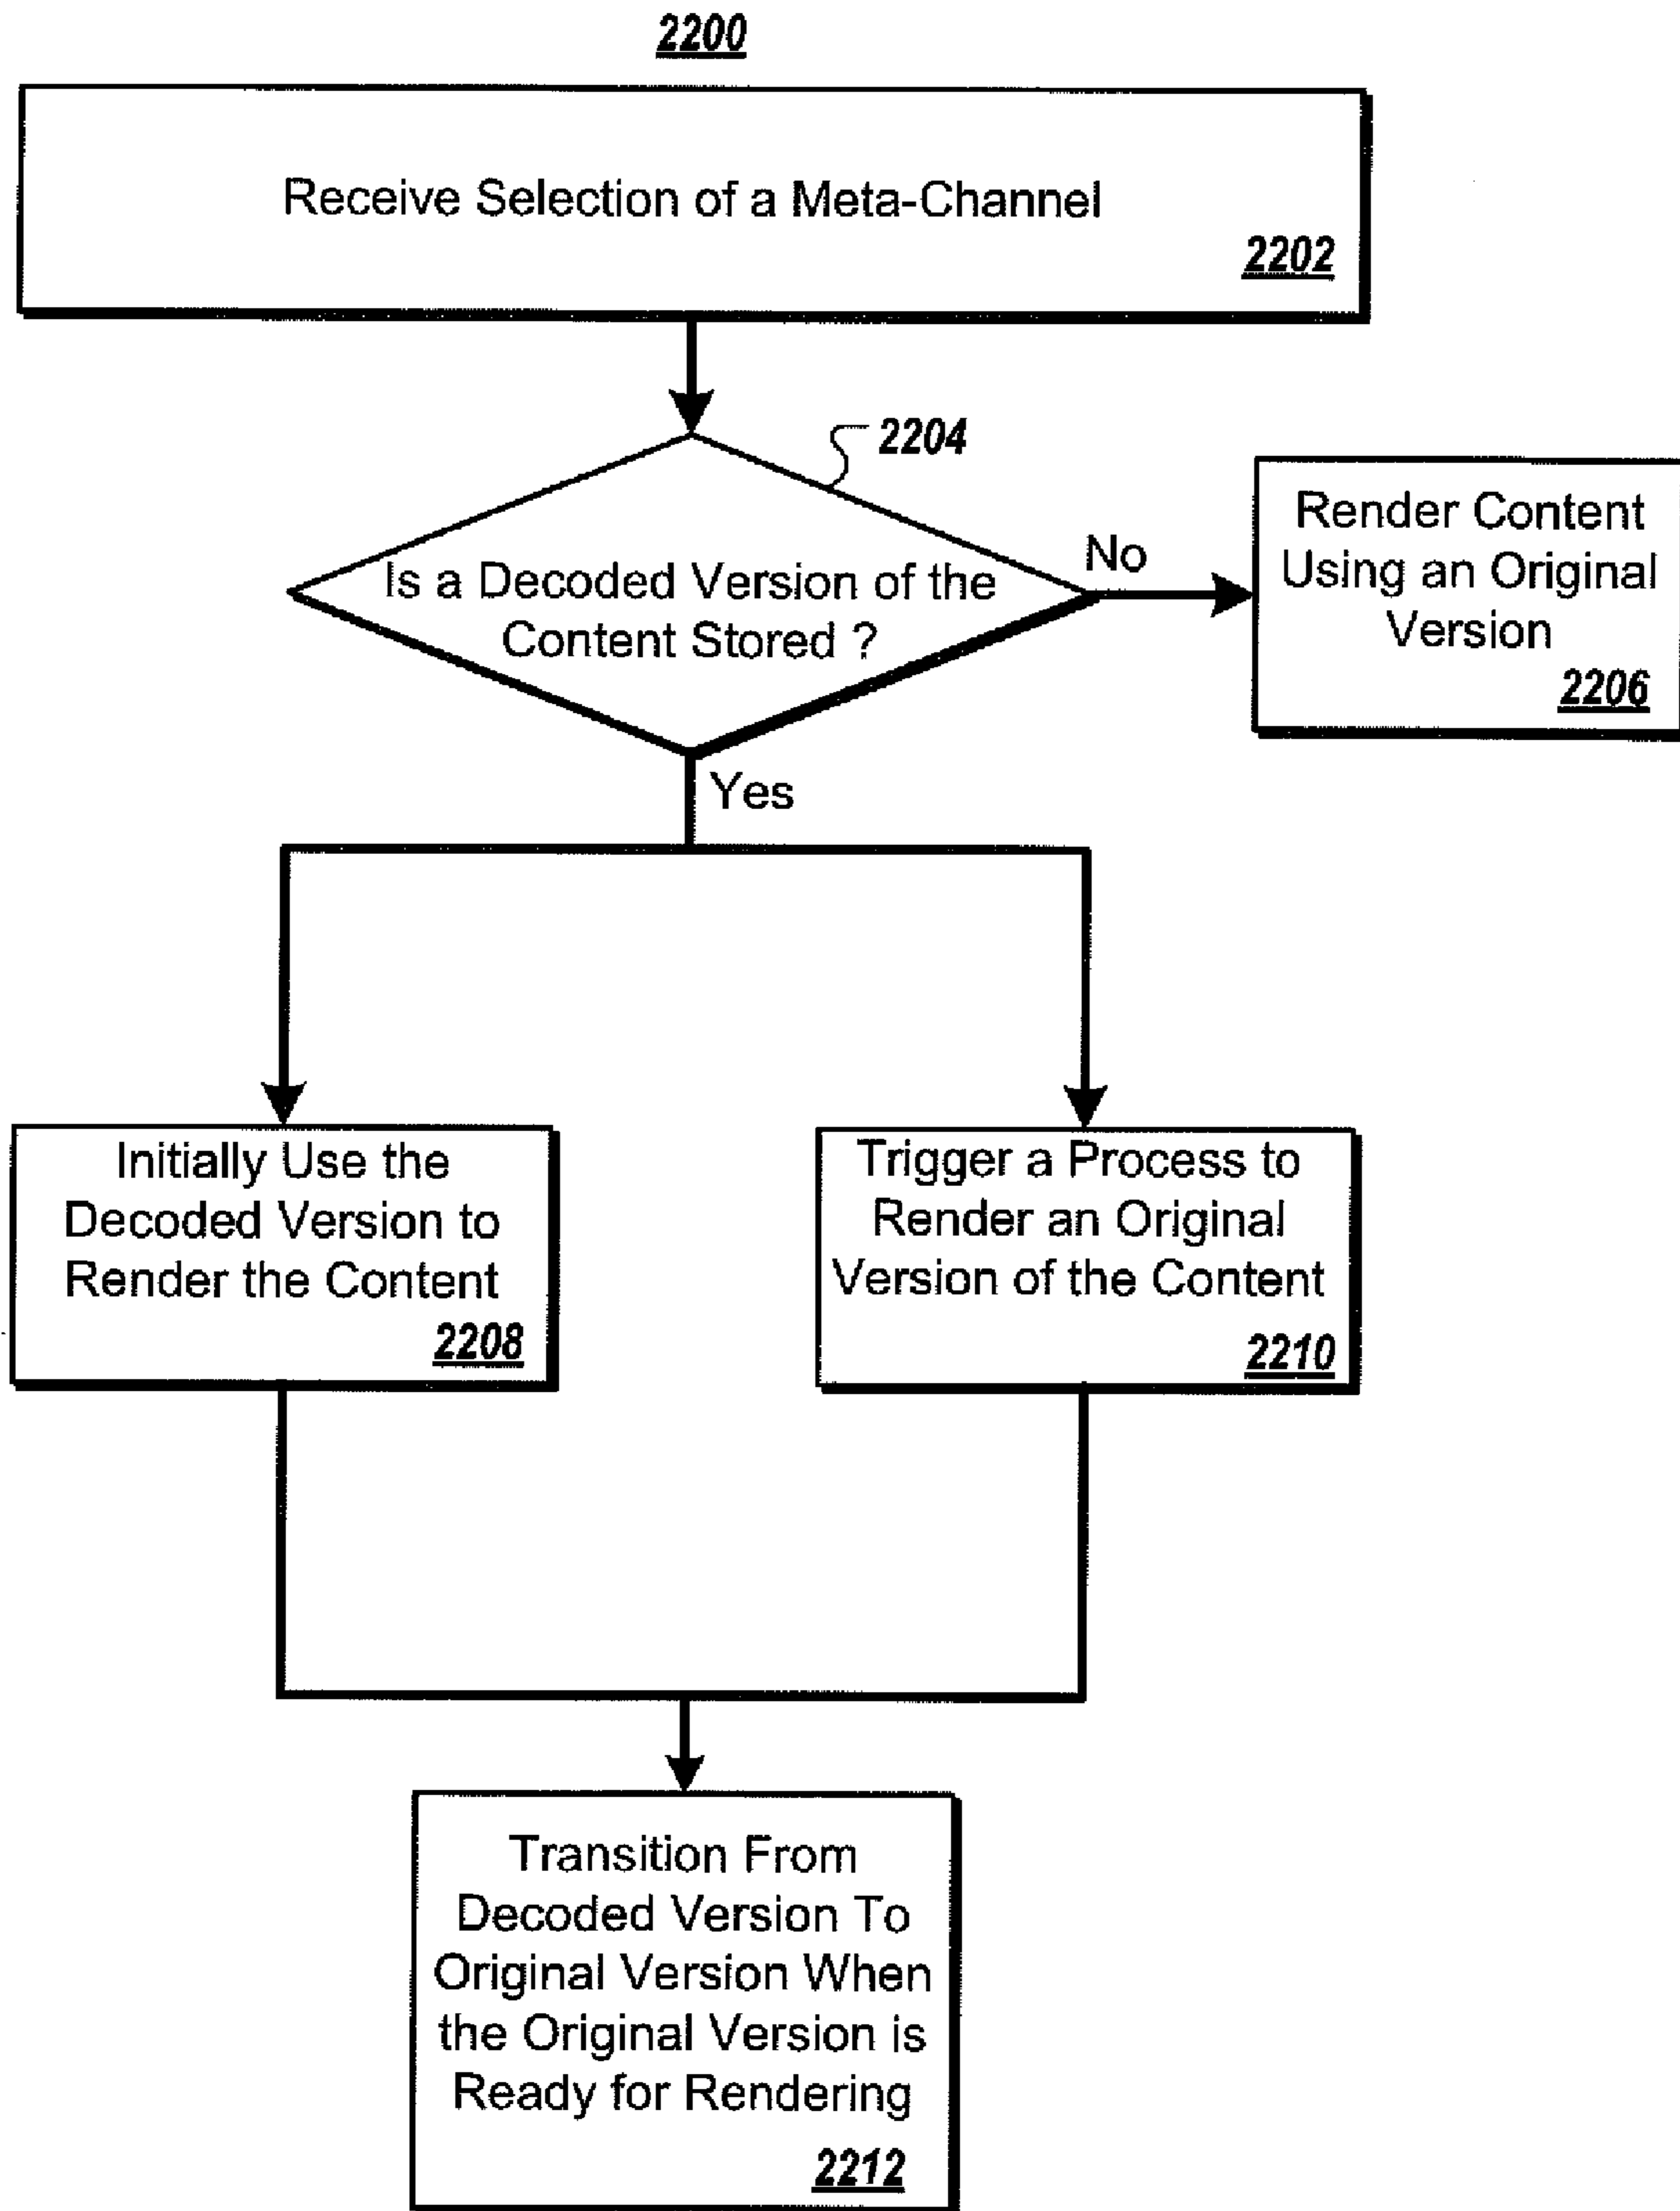 2200
Receive Selection of a Meta-Channel
2202
2204
Is a Decoded Version of the
Content Stored ?
No
Render Content
Using an Original
Version
2206
Yes
Initially Use the
Decoded Version to
Render the Content
2208
Trigger a Process to
Render an Original
Version of the Content
2210
Transition From
Decoded Version To
Original Version When
the Original Version is
Ready for Rendering
2212